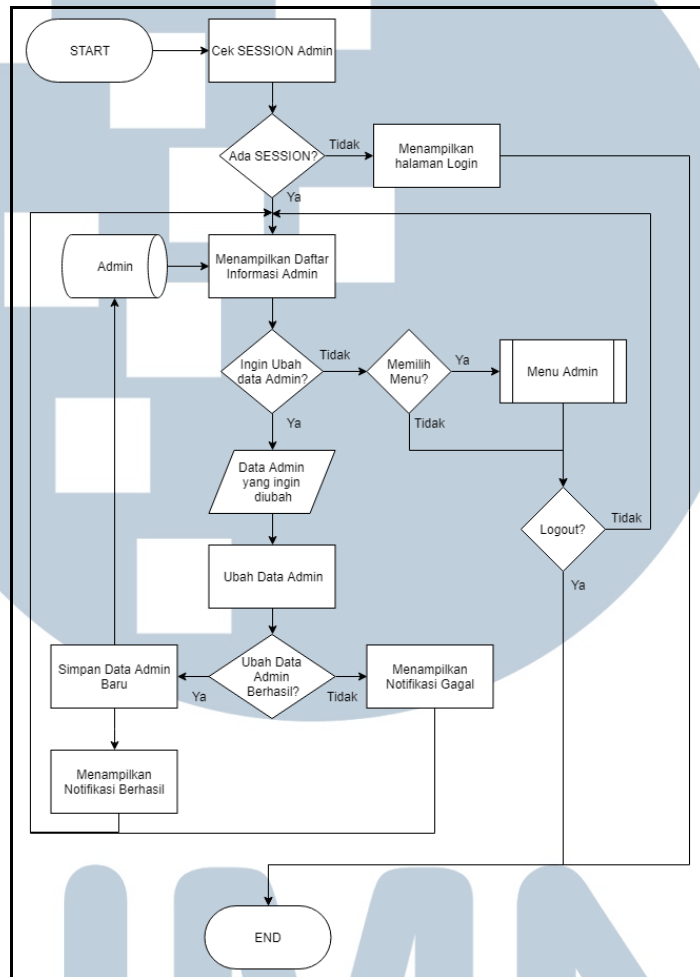 START
Cek SESSION Admin
Ada SESSION?
Tidak
Menampilkan
halaman Login
Ya
Admin
Menampilkan Daftar
Informasi Admin
Ingin Ubah
data Admin?
Tidak
Memilih
Menu?
Ya
Menu Admin
Ya
Tidak
Data Admin
yang ingin
diubah
Logout?
Tidak
Ya
Ubah Data Admin
Simpan Data Admin
Baru
Ya
Ubah Data
Admin
Berhasil?
Tidak
Menampilkan
Notifikasi Gagal
Menampilkan
Notifikasi Berhasil
END